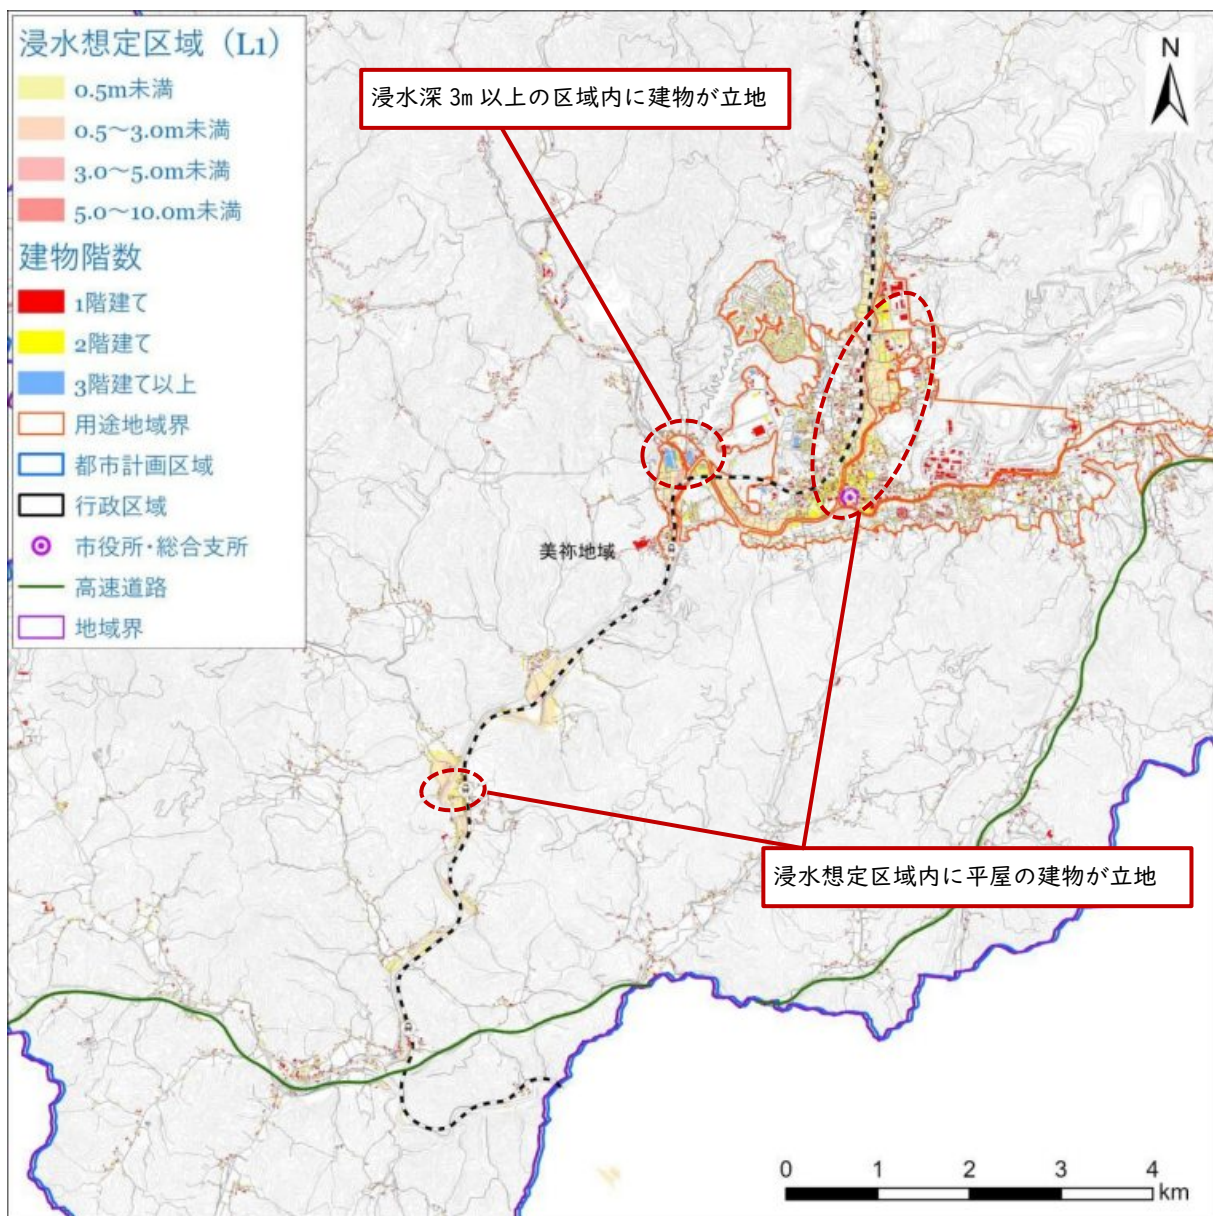 浸水想定区域（L1）
0.5m未満
0.5～3.0m未満
3.0～5.0m未満
5.0～10.0m未満
建物階数
1階建て
2階建て
3階建て以上
用途地域界
都市計画区域
行政区域
市役所・総合支所
高速道路
地域界
浸水深 3m 以上の区域内に建物が立地
N
美祢地域
浸水想定区域内に平屋の建物が立地
0 1 2 3 4
km